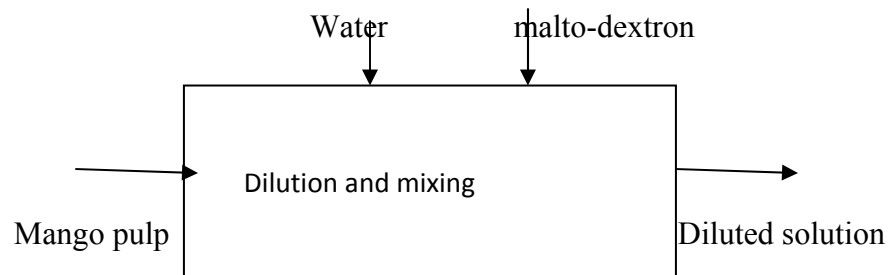 Water malto-dextron
Dilution and mixing
Mango pulp Diluted solution